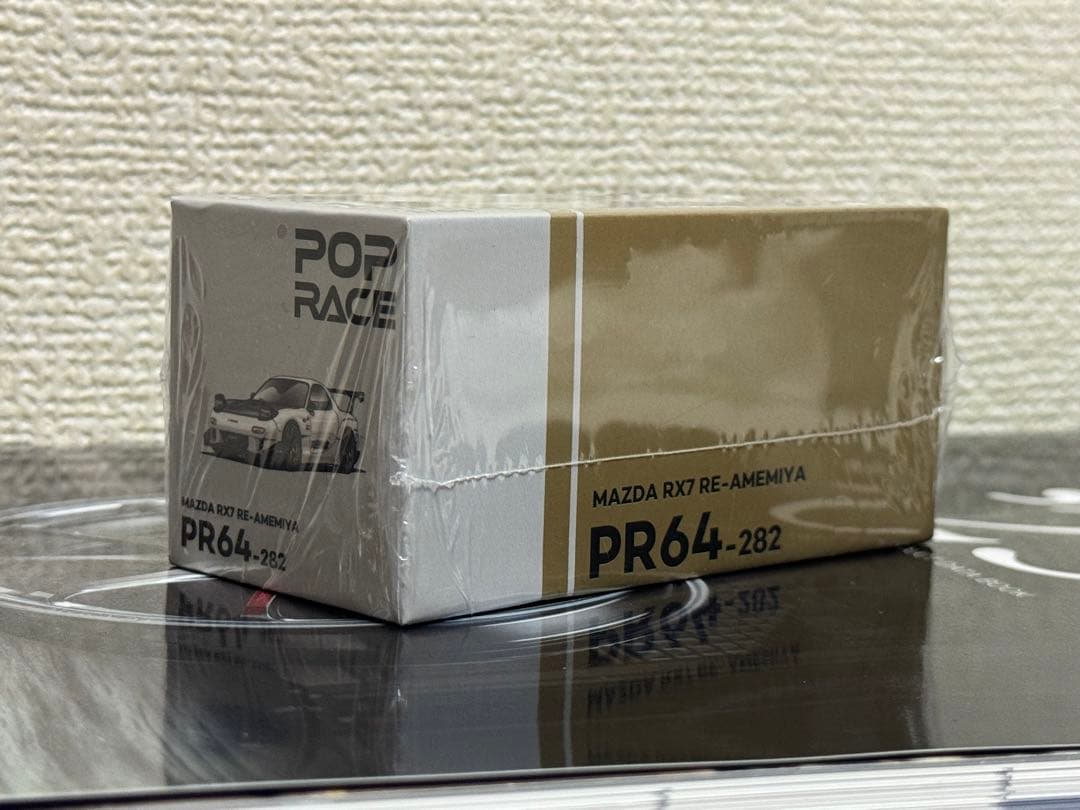 POP
RACE
MAZDA RX7 RE-AMEMIYA
PR64-282
MAZDA RX7 RE-AMEMIYA
PR64-282